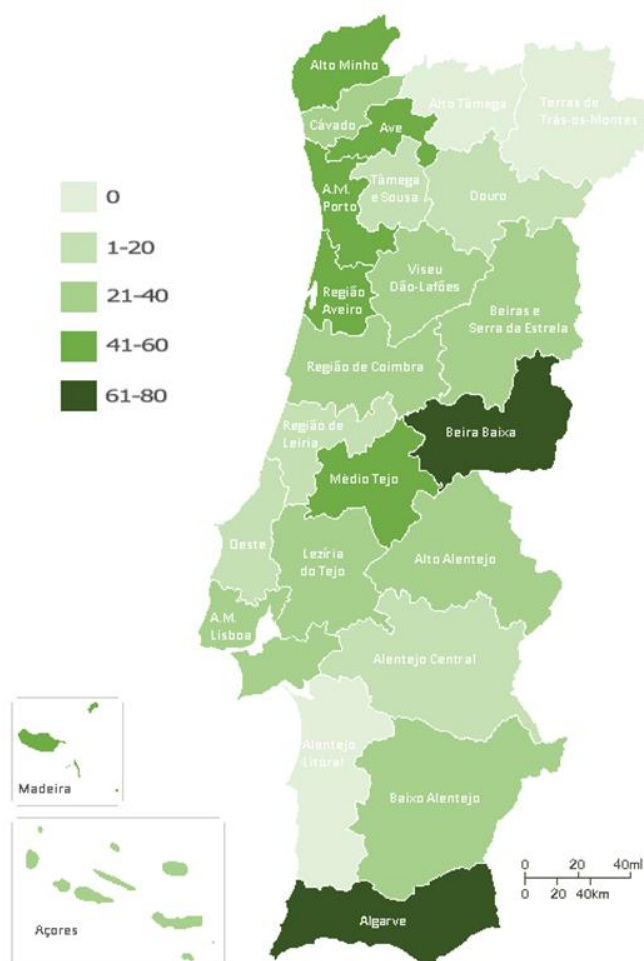 Alto Minho
Cávado
Ave
Alto Tâmega
Terras de
Trás-os-Montes
A.M.
Porto
Tâmega
e Sousa
Douro
0
1-20
21-40
41-60
61-80
Região
Aveiro
Viseu
Dão-Lafões
Beiras e
Serra da Estrela
Região de Coimbra
Região de
Leiria
Beira Baixa
Médio Tejo
Oeste
Lezíria
do Tejo
Alto Alentejo
A.M.
Lisboa
Alentejo Central
Alentejo
Litoral
Baixo Alentejo
Madeira
Açores
Algarve
0 20 40ml
0 20 40km